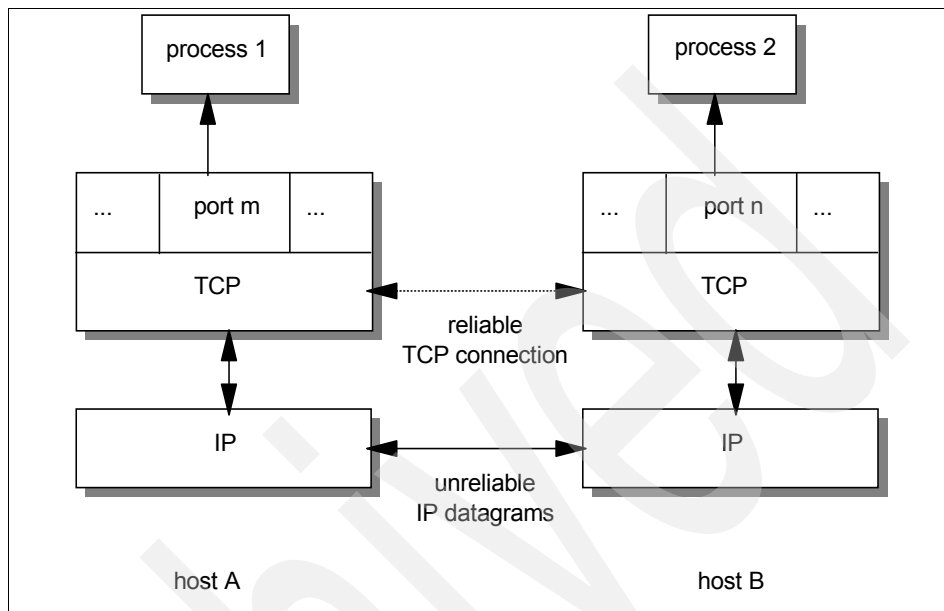 process 1
process 2
... port m ...
... port n ...
TCP
TCP
reliable
TCP connection
IP
IP
unreliable
IP datagrams
host A
host B